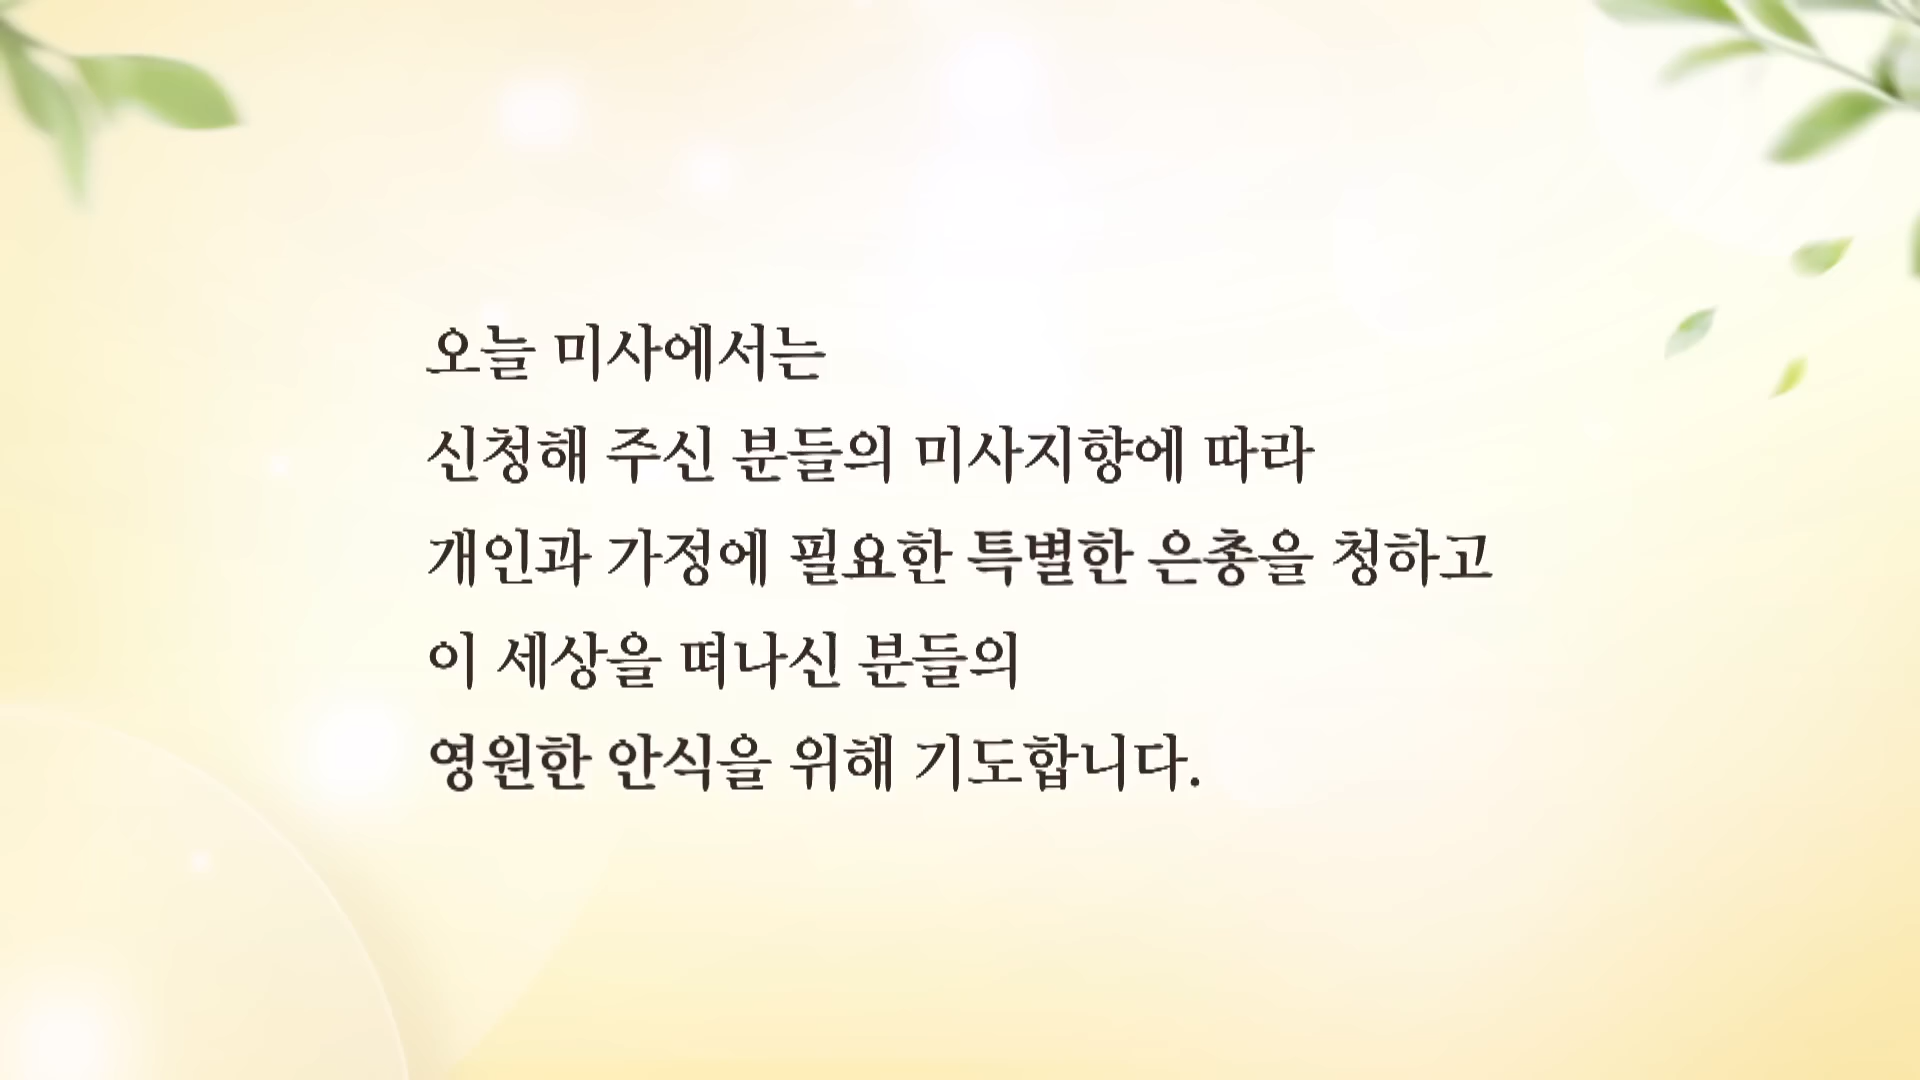 오늘 미사에서는
신청해 주신 분들의 미사지향에 따라
개인과 가정에 필요한 특별한 은총을 청하고
이 세상을 떠나신 분들의
영원한 안식을 위해 기도합니다.